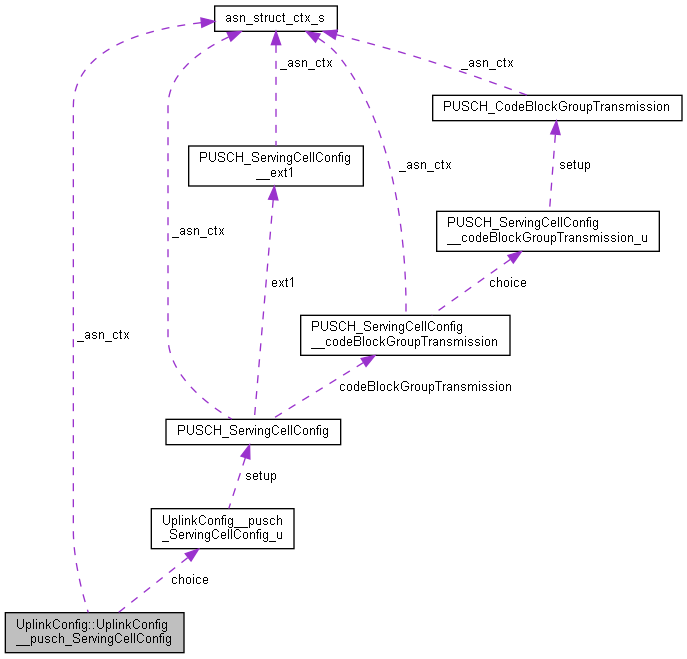 asn_struct_ctx_s
_asn_ctx
_asn_ctx
PUSCH_CodeBlockGroupTransmission
PUSCH_ServingCellConfig
__ext1
_asn_ctx
setup
_asn_ctx
PUSCH_ServingCellConfig
__codeBlockGroupTransmission_u
ext1
choice
_asn_ctx
PUSCH_ServingCellConfig
__codeBlockGroupTransmission
codeBlockGroupTransmission
PUSCH_ServingCellConfig
setup
UplinkConfig__pusch
_ServingCellConfig_u
choice
UplinkConfig::UplinkConfig
__pusch_ServingCellConfig